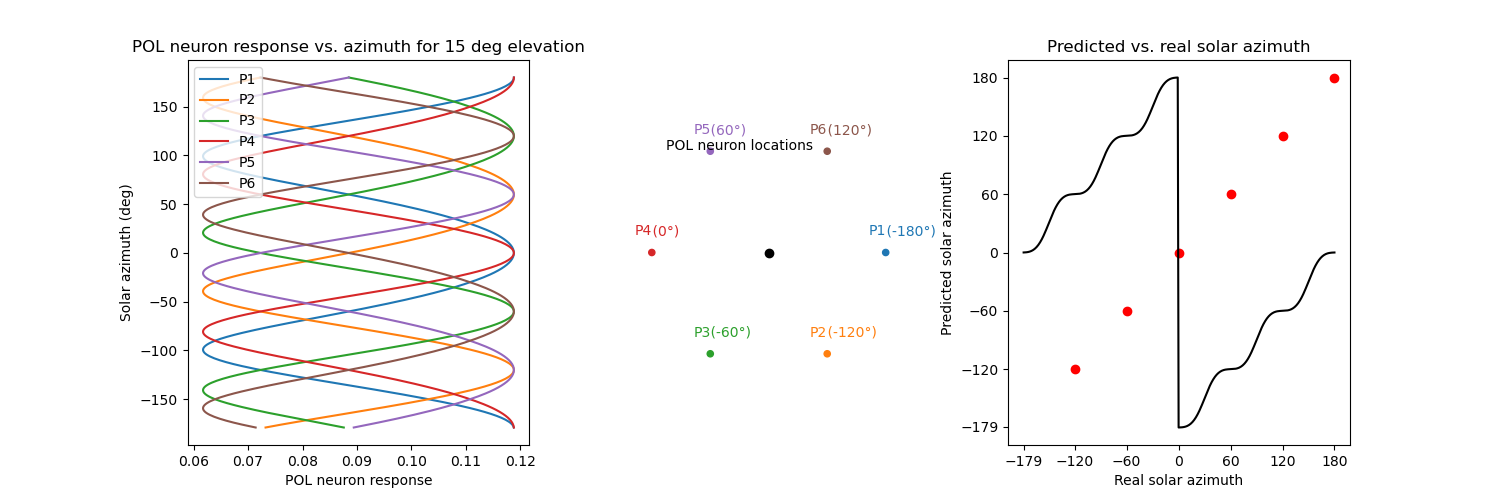 POL neuron response vs. azimuth for 15 deg elevation
P1
P2
P3
P4
P5
P6
150
100
50
0
−50
−100
−150
Solar azimuth (deg)
0.06 0.07 0.08 0.09 0.10 0.11 0.12
POL neuron response
P5(60°) P6(120°)
POL neuron locations
P4(0°) P1(-180°)
P3(-60°) P2(-120°)
Predicted vs. real solar azimuth
180
120
60
0
−60
−120
−179
Predicted solar azimuth
−179 −120 −60 0 60 120 180
Real solar azimuth